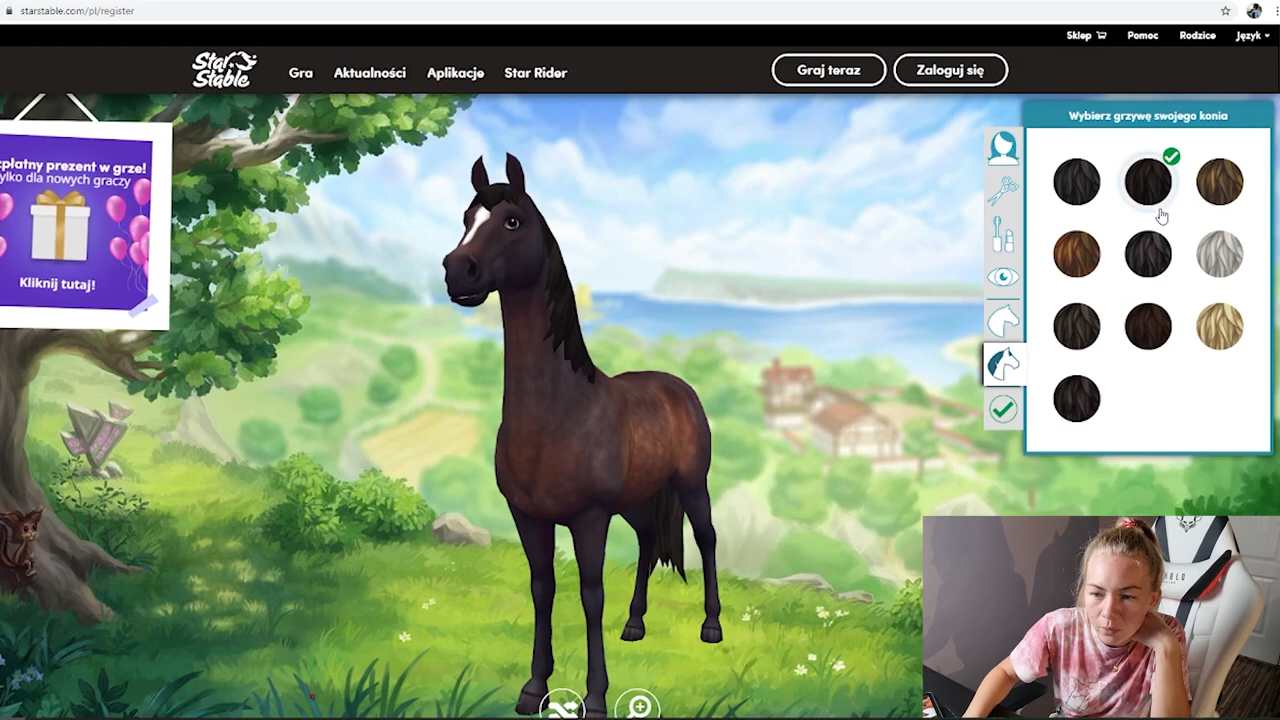 starstable.com/pl/register
Sklep Pomoc Rodzice Język
Star Stable
Gra Aktualności Aplikacje Star Rider Graj teraz Zaloguj się
Wybierz grzywę swojego konia
prezent w grze!
tylko dla nowych graczy
Kliknij tutaj!